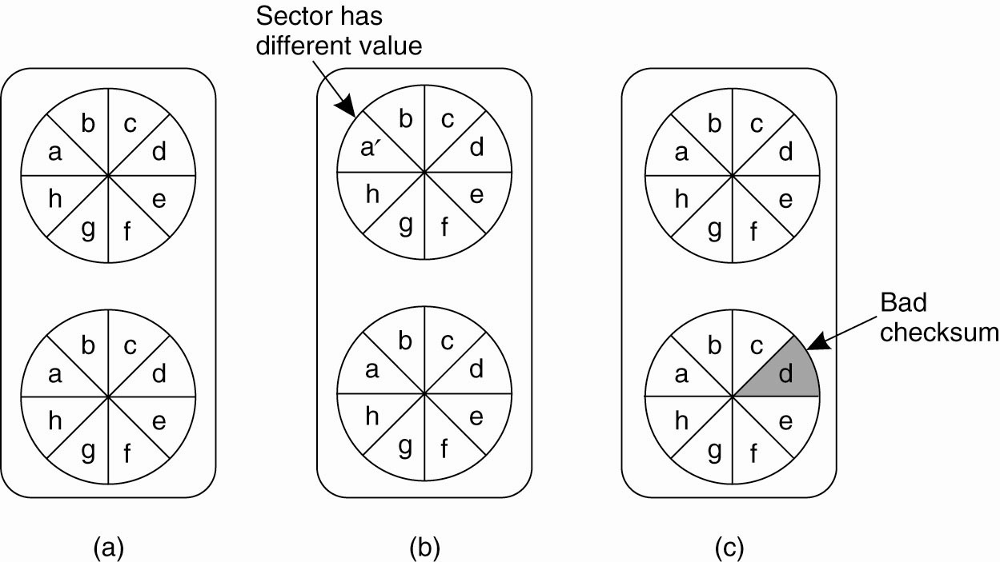 Sector has
different value
b c
a d
h e
g f
b c
a d
h e
g f
b c
a′ d
h e
g f
b c
a d
h e
g f
b c
a d
h e
g f
b c
a d
h e
g f
Bad
checksum
(a) (b) (c)